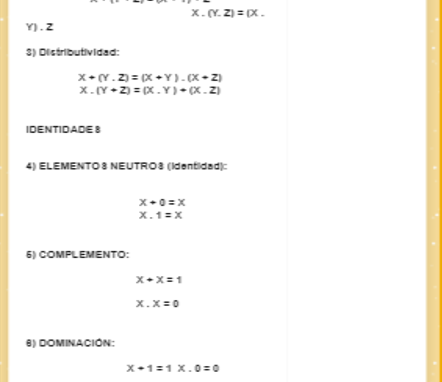 X . (Y. Z) = (X .
Y) . Z
3) Distributividad:
X + (Y . Z) = (X + Y ) . (X + Z)
X . (Y + Z) = (X . Y ) + (X . Z)
IDENTIDADES
4) ELEMENTOS NEUTROS (Identidad):
X + 0 = X
X . 1 = X
5) COMPLEMENTO:
X + X = 1
X . X = 0
6) DOMINACIÓN:
X + 1 = 1 X . 0 = 0